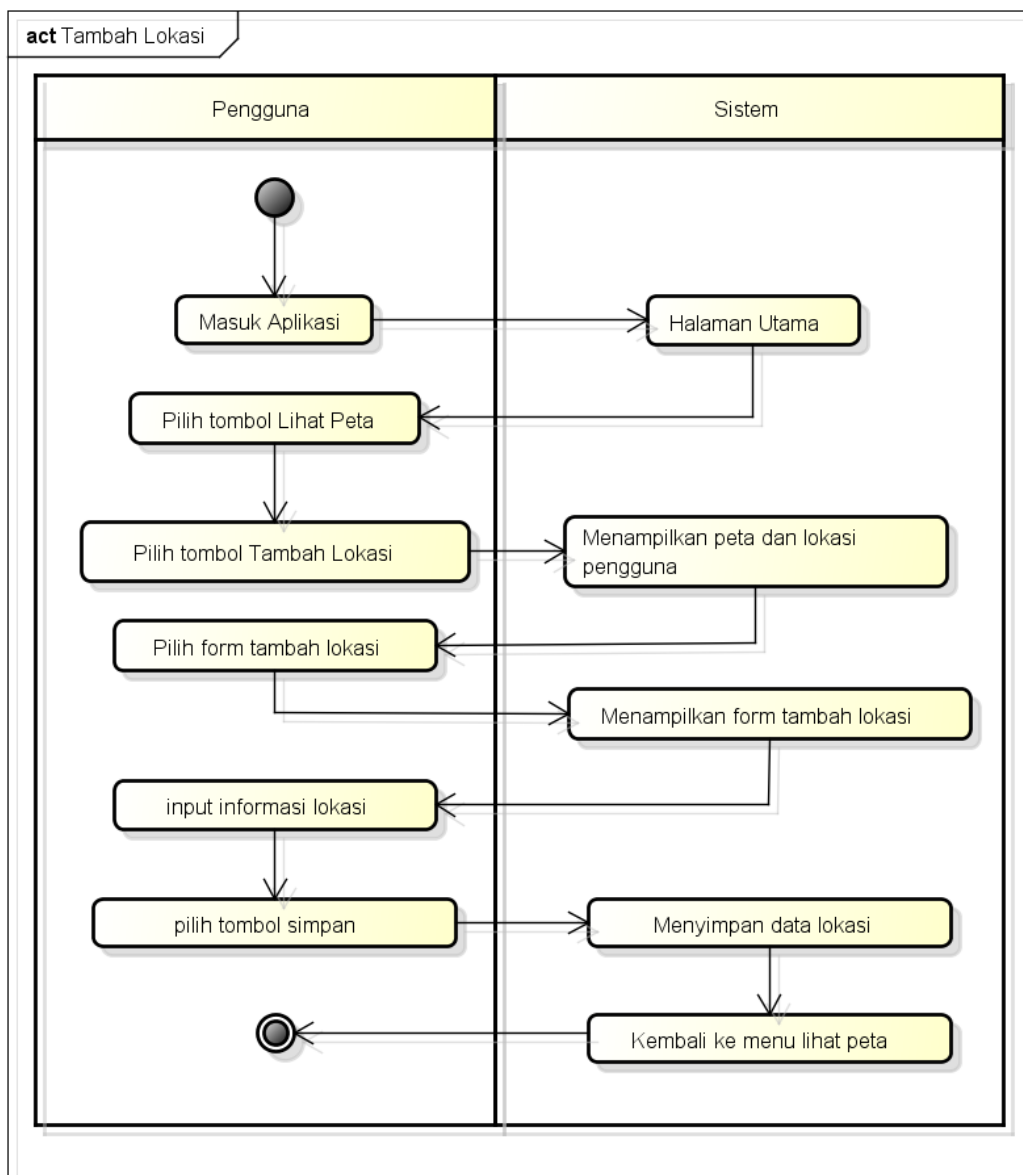 act Tambah Lokasi
Pengguna
Sistem
Masuk Aplikasi
Halaman Utama
Pilih tombol Lihat Peta
Pilih tombol Tambah Lokasi
Menampilkan peta dan lokasi
pengguna
Pilih form tambah lokasi
Menampilkan form tambah lokasi
input informasi lokasi
pilih tombol simpan
Menyimpan data lokasi
Kembali ke menu lihat peta